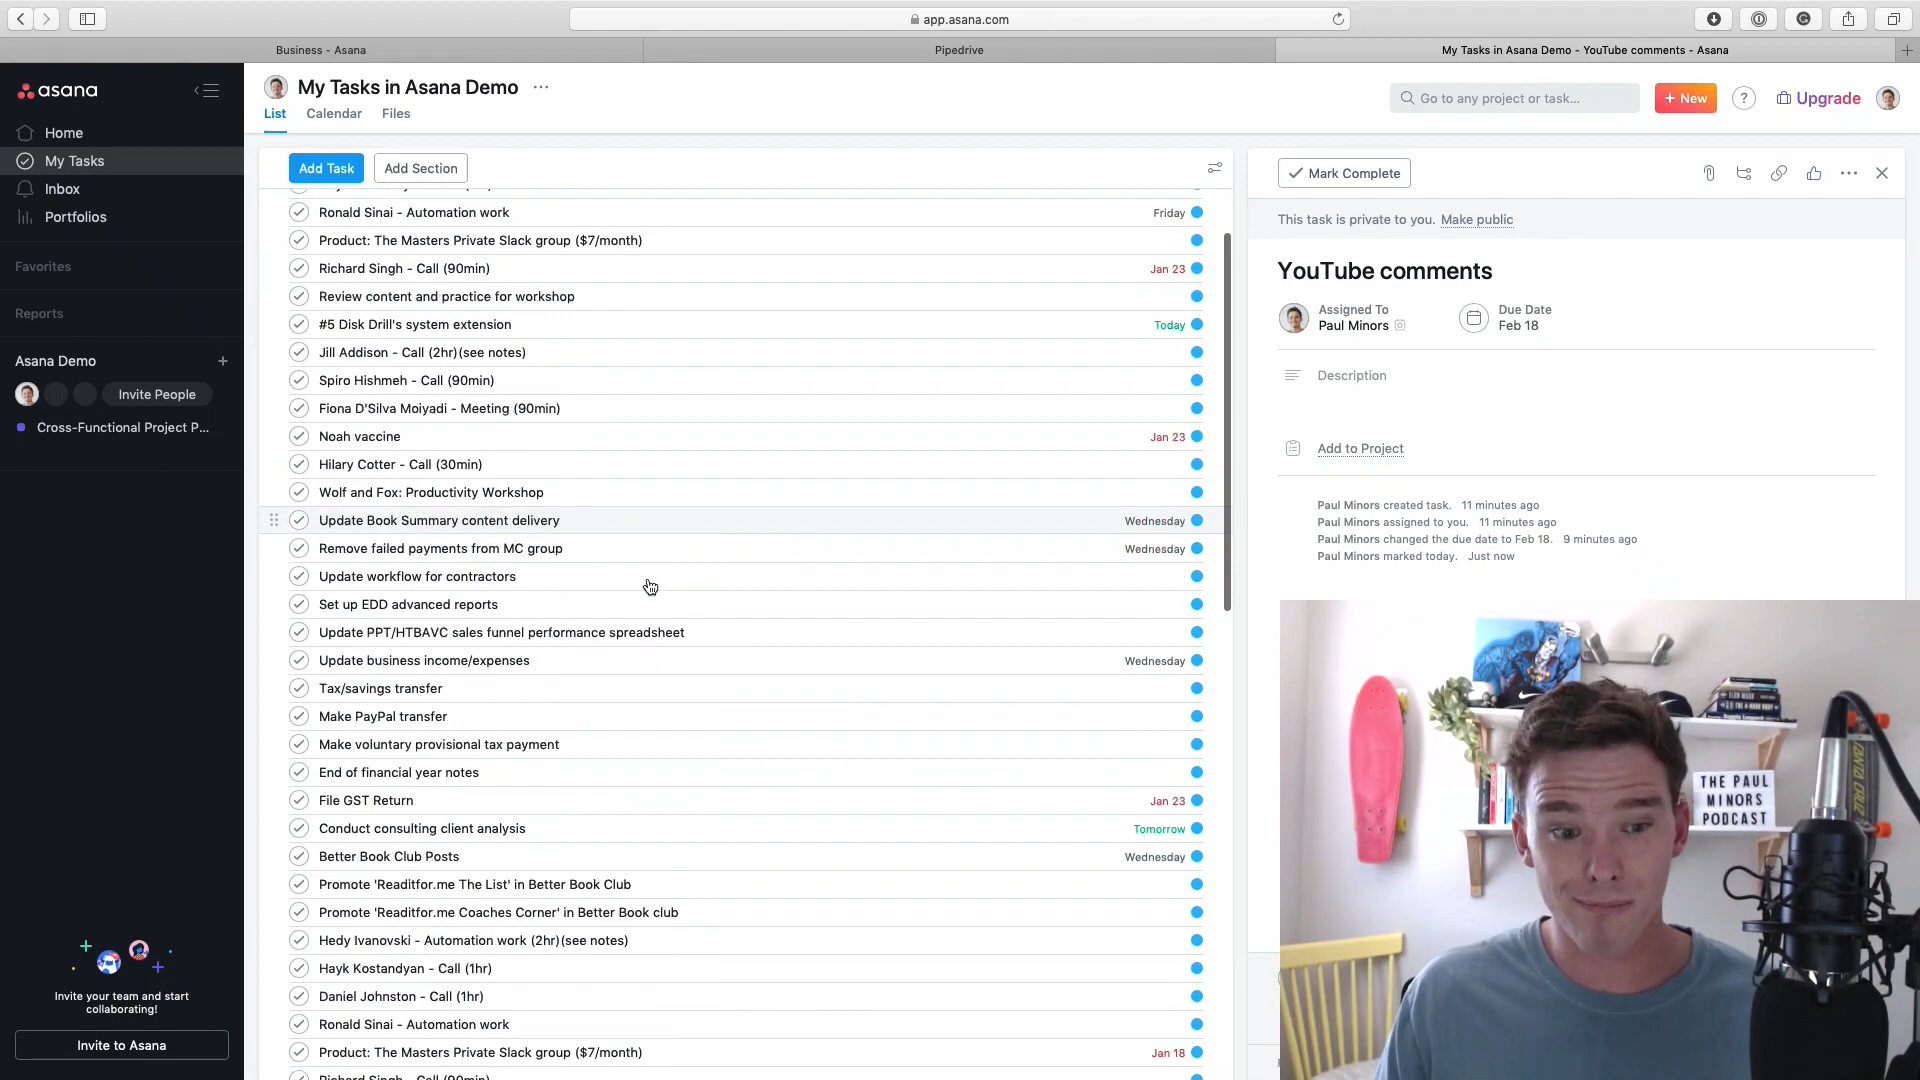 app.asana.com
Business - Asana
Pipedrive
My Tasks in Asana Demo - YouTube comments - Asana
asana
Home
My Tasks
Inbox
Portfolios
Favorites
Reports
Asana Demo
Invite People
Cross-Functional Project P...
Invite your team and start
collaborating!
Invite to Asana
My Tasks in Asana Demo
List Calendar Files
Go to any project or task...
+ New
?
Upgrade
Add Task
Add Section
Ronald Sinai - Automation work Friday
Product: The Masters Private Slack group ($7/month)
Richard Singh - Call (90min) Jan 23
Review content and practice for workshop
#5 Disk Drill's system extension Today
Jill Addison - Call (2hr)(see notes)
Spiro Hishmeh - Call (90min)
Fiona D'Silva Moiyadi - Meeting (90min)
Noah vaccine Jan 23
Hilary Cotter - Call (30min)
Wolf and Fox: Productivity Workshop
Update Book Summary content delivery Wednesday
Remove failed payments from MC group Wednesday
Update workflow for contractors
Set up EDD advanced reports
Update PPT/HTBAVC sales funnel performance spreadsheet
Update business income/expenses Wednesday
Tax/savings transfer
Make PayPal transfer
Make voluntary provisional tax payment
End of financial year notes
File GST Return Jan 23
Conduct consulting client analysis Tomorrow
Better Book Club Posts Wednesday
Promote 'Readitfor.me The List' in Better Book Club
Promote 'Readitfor.me Coaches Corner' in Better Book club
Hedy Ivanovski - Automation work (2hr)(see notes)
Hayk Kostandyan - Call (1hr)
Daniel Johnston - Call (1hr)
Ronald Sinai - Automation work
Product: The Masters Private Slack group ($7/month) Jan 18
Richard Singh - Call (90min)
Mark Complete
This task is private to you. Make public
YouTube comments
Assigned To
Paul Minors
Due Date
Feb 18
Description
Add to Project
Paul Minors created task. 11 minutes ago
Paul Minors assigned to you. 11 minutes ago
Paul Minors changed the due date to Feb 18. 9 minutes ago
Paul Minors marked today. Just now
THE PAUL
MINORS
PODCAST